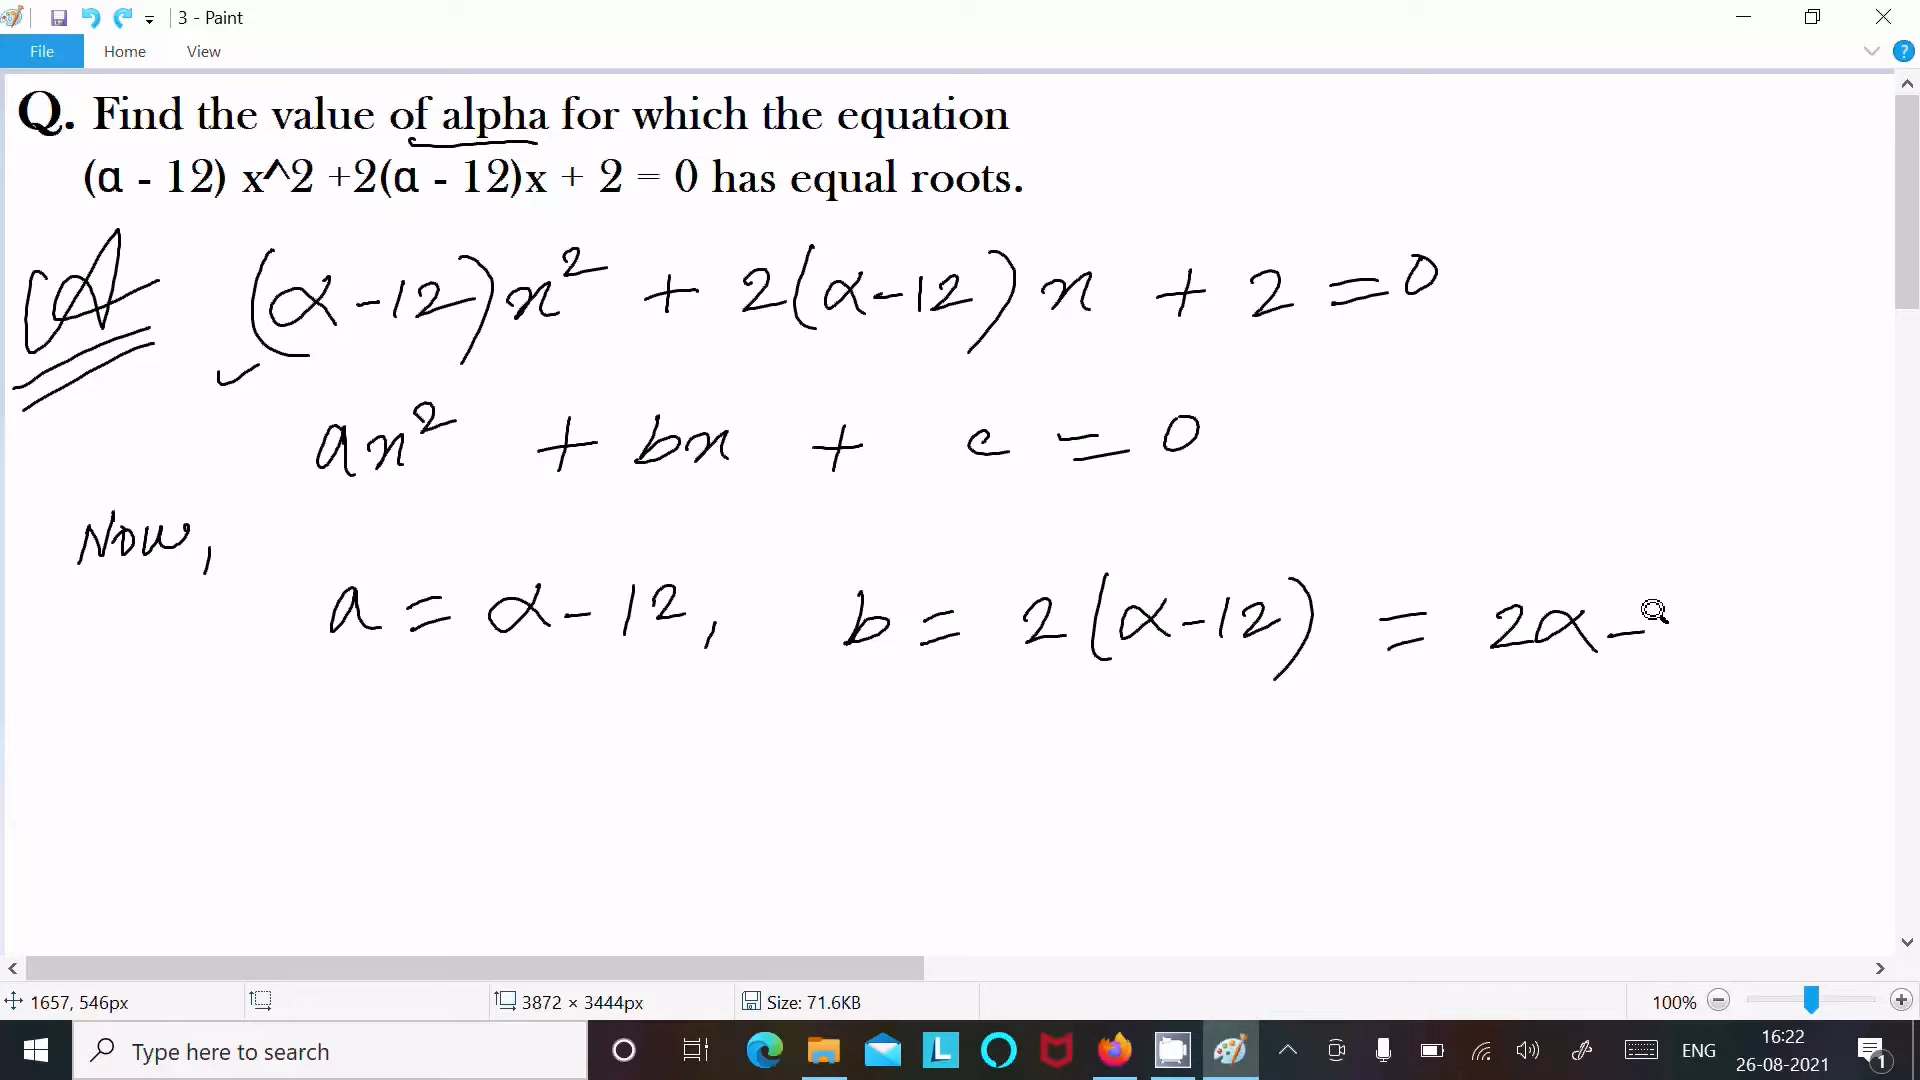 3 - Paint
File Home View
Q. Find the value of alpha for which the equation
(α - 12) x^2 +2(α - 12)x + 2 = 0 has equal roots.
(A) (α-12)x² + 2(α-12)x + 2 = 0
ax² + bx + c = 0
Now,
a = α-12, b = 2(α-12) = 2α-
1657, 546px 3872 × 3444px Size: 71.6KB 100%
Type here to search
ENG
16:22
26-08-2021
1